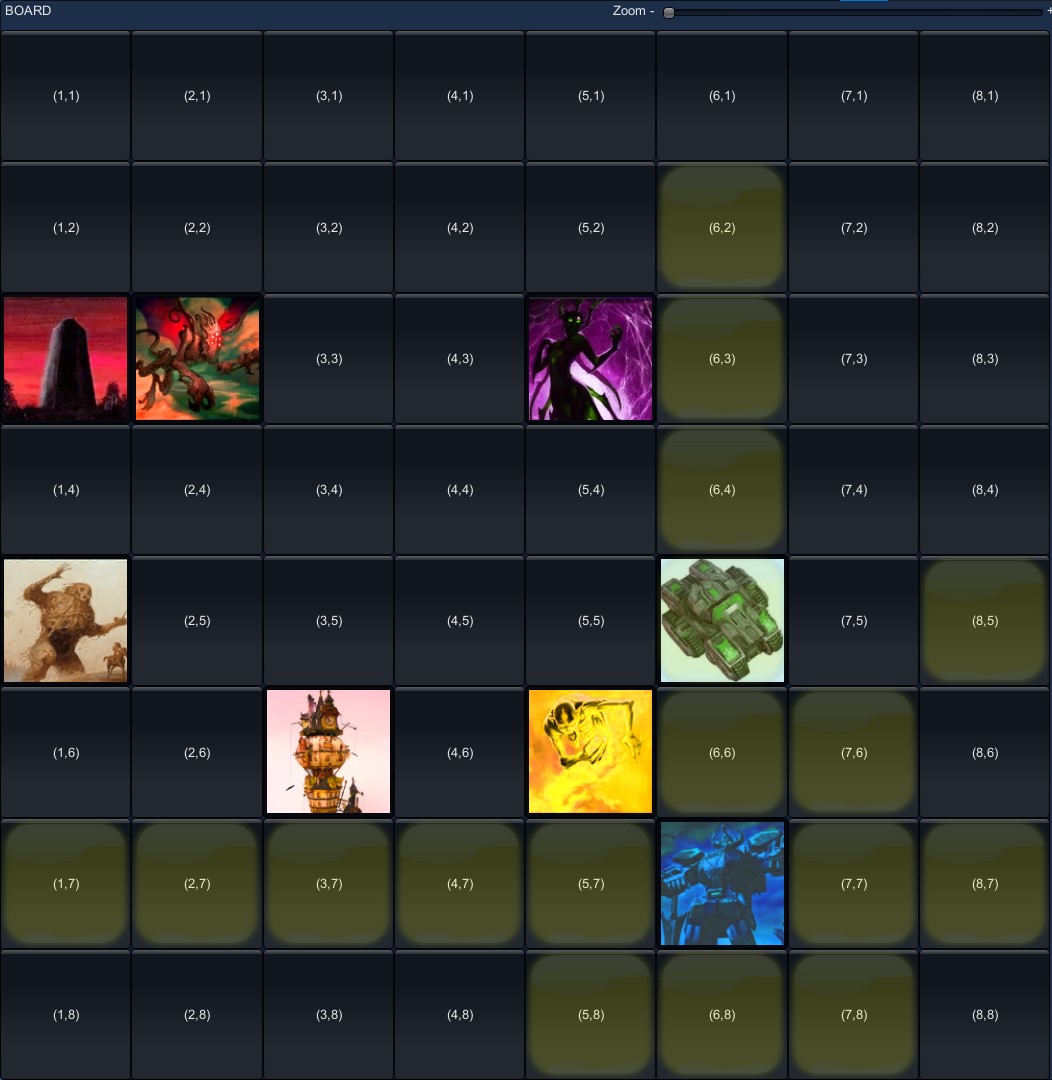 BOARD Zoom - +
(1,1) (2,1) (3,1) (4,1) (5,1) (6,1) (7,1) (8,1)
(1,2) (2,2) (3,2) (4,2) (5,2) (6,2) (7,2) (8,2)
(3,3) (4,3) (6,3) (7,3) (8,3)
(1,4) (2,4) (3,4) (4,4) (5,4) (6,4) (7,4) (8,4)
(2,5) (3,5) (4,5) (5,5) (7,5) (8,5)
(1,6) (2,6) (4,6) (6,6) (7,6) (8,6)
(1,7) (2,7) (3,7) (4,7) (5,7) (7,7) (8,7)
(1,8) (2,8) (3,8) (4,8) (5,8) (6,8) (7,8) (8,8)